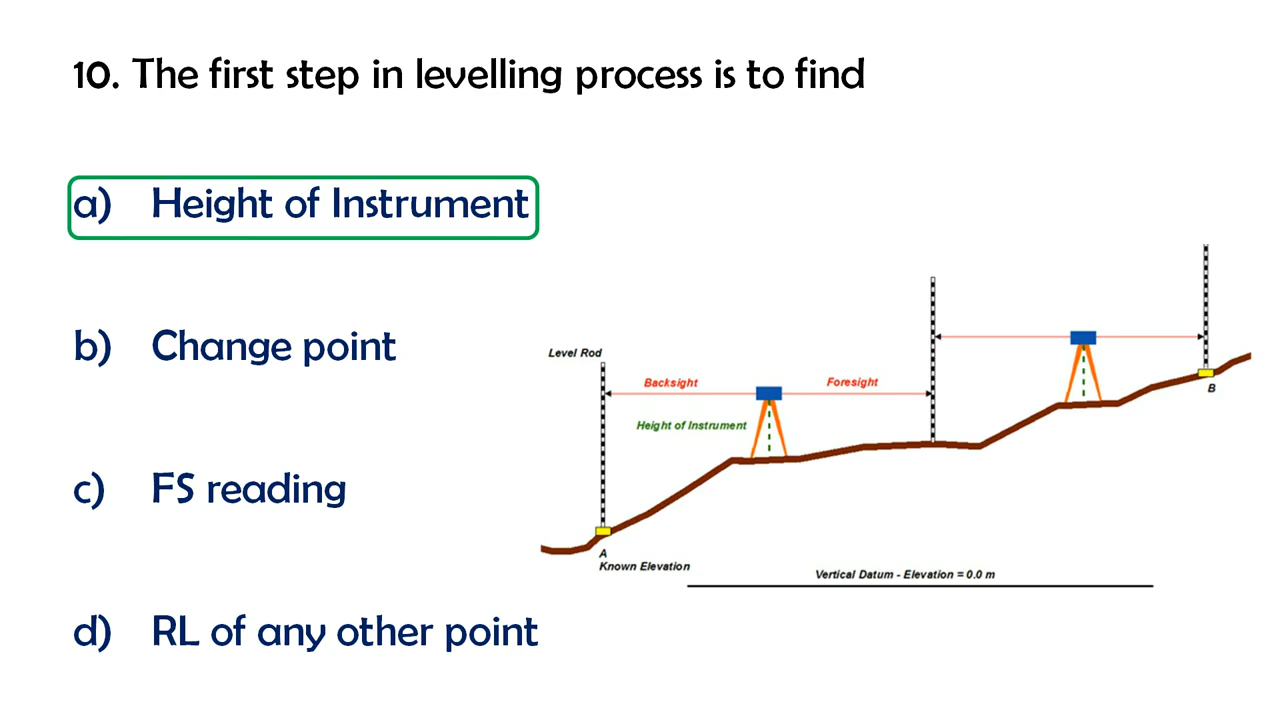 10. The first step in levelling process is to find
a) Height of Instrument
b) Change point
c) FS reading
d) RL of any other point
Level Rod
Backsight
Foresight
Height of Instrument
A
Known Elevation
B
Vertical Datum - Elevation = 0.0 m